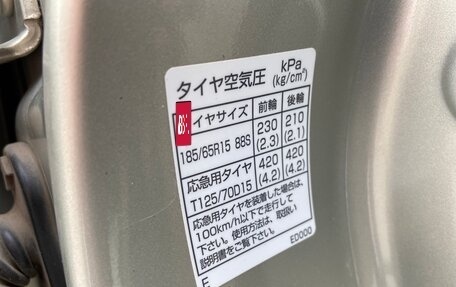 タイヤ空気圧 kPa (kg/cm²)
イヤサイズ 前輪 後輪
185/65R15 88S 230 (2.3) 210 (2.1)
応急用タイヤ
T125/70D15 420 (4.2) 420 (4.2)
応急用タイヤを装着した場合は、
100km/h以下で走行して
下さい。使用方法は、取扱い
説明書をご覧下さい。
ED000
F